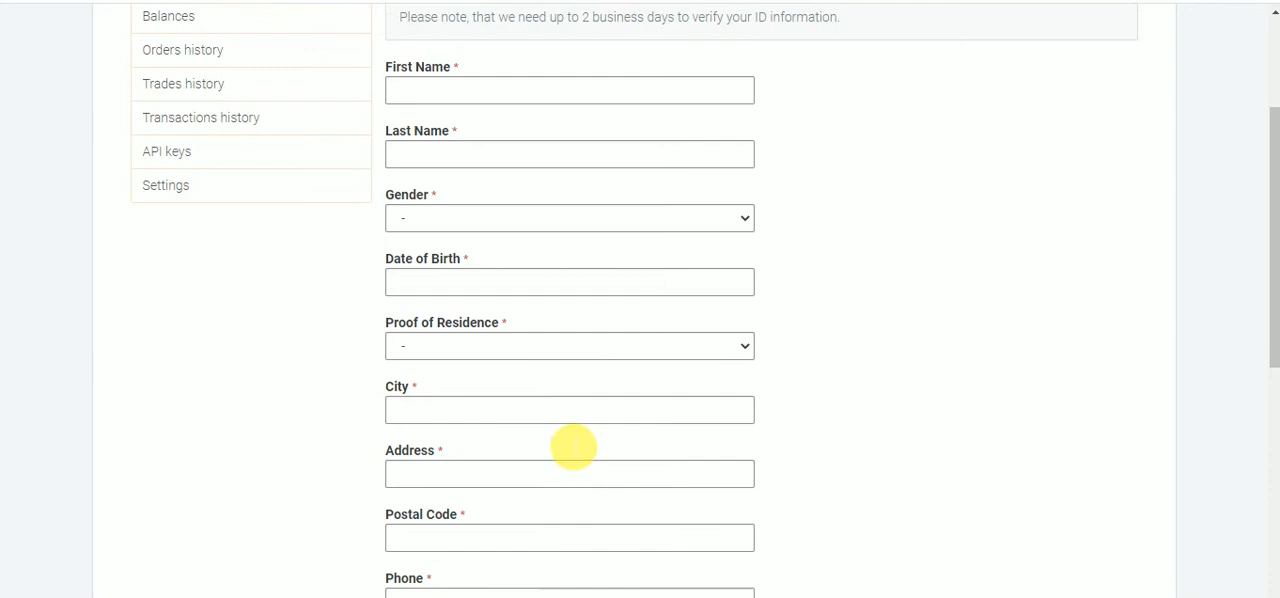 Balances
Orders history
Trades history
Transactions history
API keys
Settings
Please note, that we need up to 2 business days to verify your ID information.
First Name *
Last Name *
Gender *
-
Date of Birth *
Proof of Residence *
-
City *
Address *
Postal Code *
Phone *